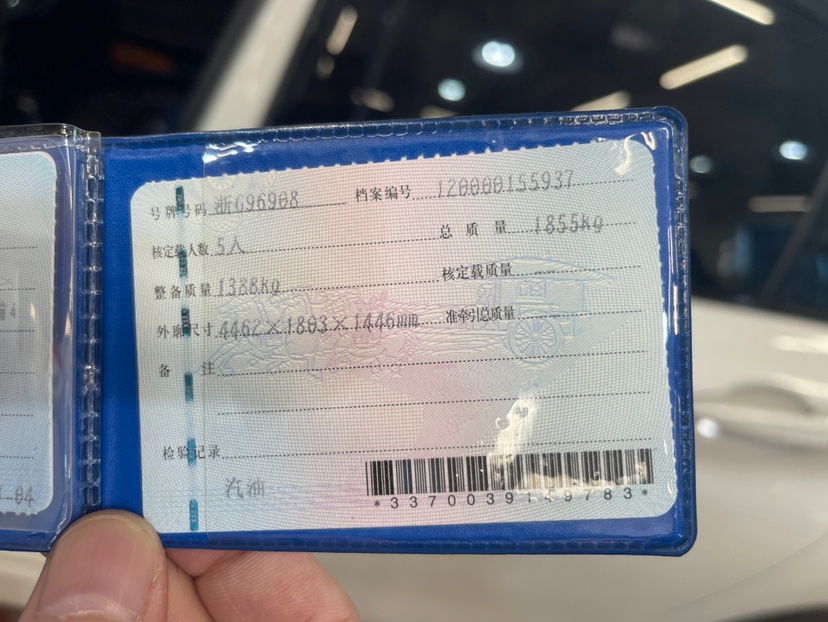 号牌号码 浙G96908 档案编号 120000155937
核定载人数 5人 总质量 1855kg
整备质量 1388kg 核定载质量
外廓尺寸 4462×1803×1446mm 准牵引总质量
备注
检验记录
汽油